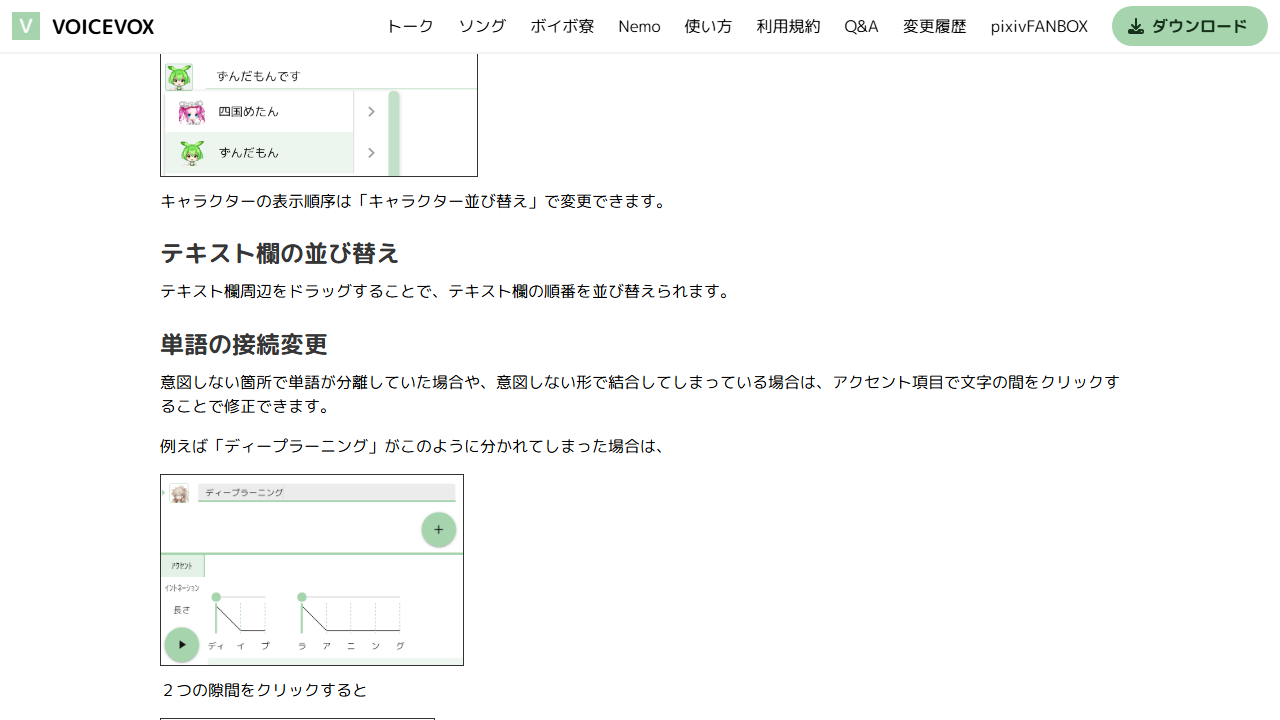 V VOICEVOX トーク ソング ボイボ寮 Nemo 使い方 利用規約 Q&A 変更履歴 pixivFANBOX ダウンロード
ずんだもんです
四国めたん
ずんだもん
キャラクターの表示順序は「キャラクター並び替え」で変更できます。
テキスト欄の並び替え
テキスト欄周辺をドラッグすることで、テキスト欄の順番を並び替えられます。
単語の接続変更
意図しない箇所で単語が分離していた場合や、意図しない形で結合してしまっている場合は、アクセント項目で文字の間をクリックす
ることで修正できます。
例えば「ディープラーニング」がこのように分かれてしまった場合は、
ディープラーニング
アクセント
イントネーション
長さ
ディ イ プ ラ ア ニ ン グ
２つの隙間をクリックすると